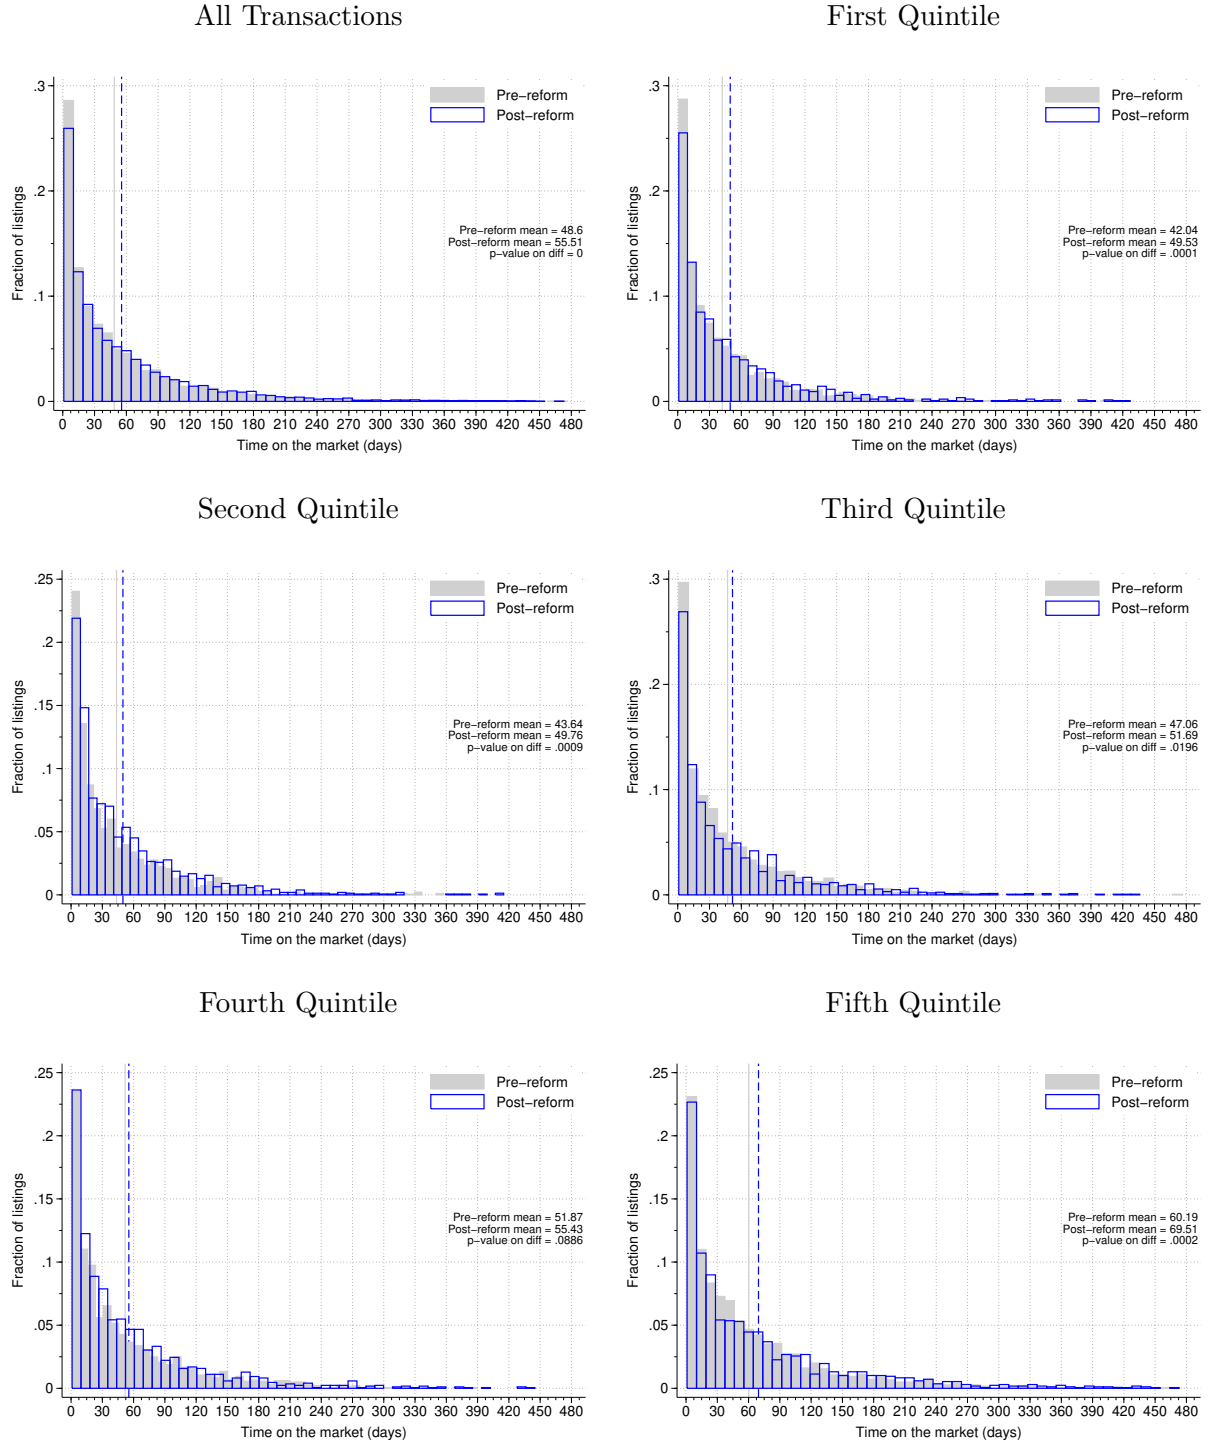 All Transactions
First Quintile
.3
.2
.1
0
Fraction of listings
Pre−reform
Post−reform
Pre−reform mean = 48.6
Post−reform mean = 55.51
p−value on diff = 0
0 30 60 90 120 150 180 210 240 270 300 330 360 390 420 450 480
Time on the market (days)
.3
.2
.1
0
Fraction of listings
Pre−reform
Post−reform
Pre−reform mean = 42.04
Post−reform mean = 49.53
p−value on diff = .0001
0 30 60 90 120 150 180 210 240 270 300 330 360 390 420 450 480
Time on the market (days)
Second Quintile
Third Quintile
.25
.2
.15
.1
.05
0
Fraction of listings
Pre−reform
Post−reform
Pre−reform mean = 43.64
Post−reform mean = 49.76
p−value on diff = .0009
0 30 60 90 120 150 180 210 240 270 300 330 360 390 420 450 480
Time on the market (days)
.3
.2
.1
0
Fraction of listings
Pre−reform
Post−reform
Pre−reform mean = 47.06
Post−reform mean = 51.69
p−value on diff = .0196
0 30 60 90 120 150 180 210 240 270 300 330 360 390 420 450 480
Time on the market (days)
Fourth Quintile
Fifth Quintile
.25
.2
.15
.1
.05
0
Fraction of listings
Pre−reform
Post−reform
Pre−reform mean = 51.87
Post−reform mean = 55.43
p−value on diff = .0886
0 30 60 90 120 150 180 210 240 270 300 330 360 390 420 450 480
Time on the market (days)
.25
.2
.15
.1
.05
0
Fraction of listings
Pre−reform
Post−reform
Pre−reform mean = 60.19
Post−reform mean = 69.51
p−value on diff = .0002
0 30 60 90 120 150 180 210 240 270 300 330 360 390 420 450 480
Time on the market (days)